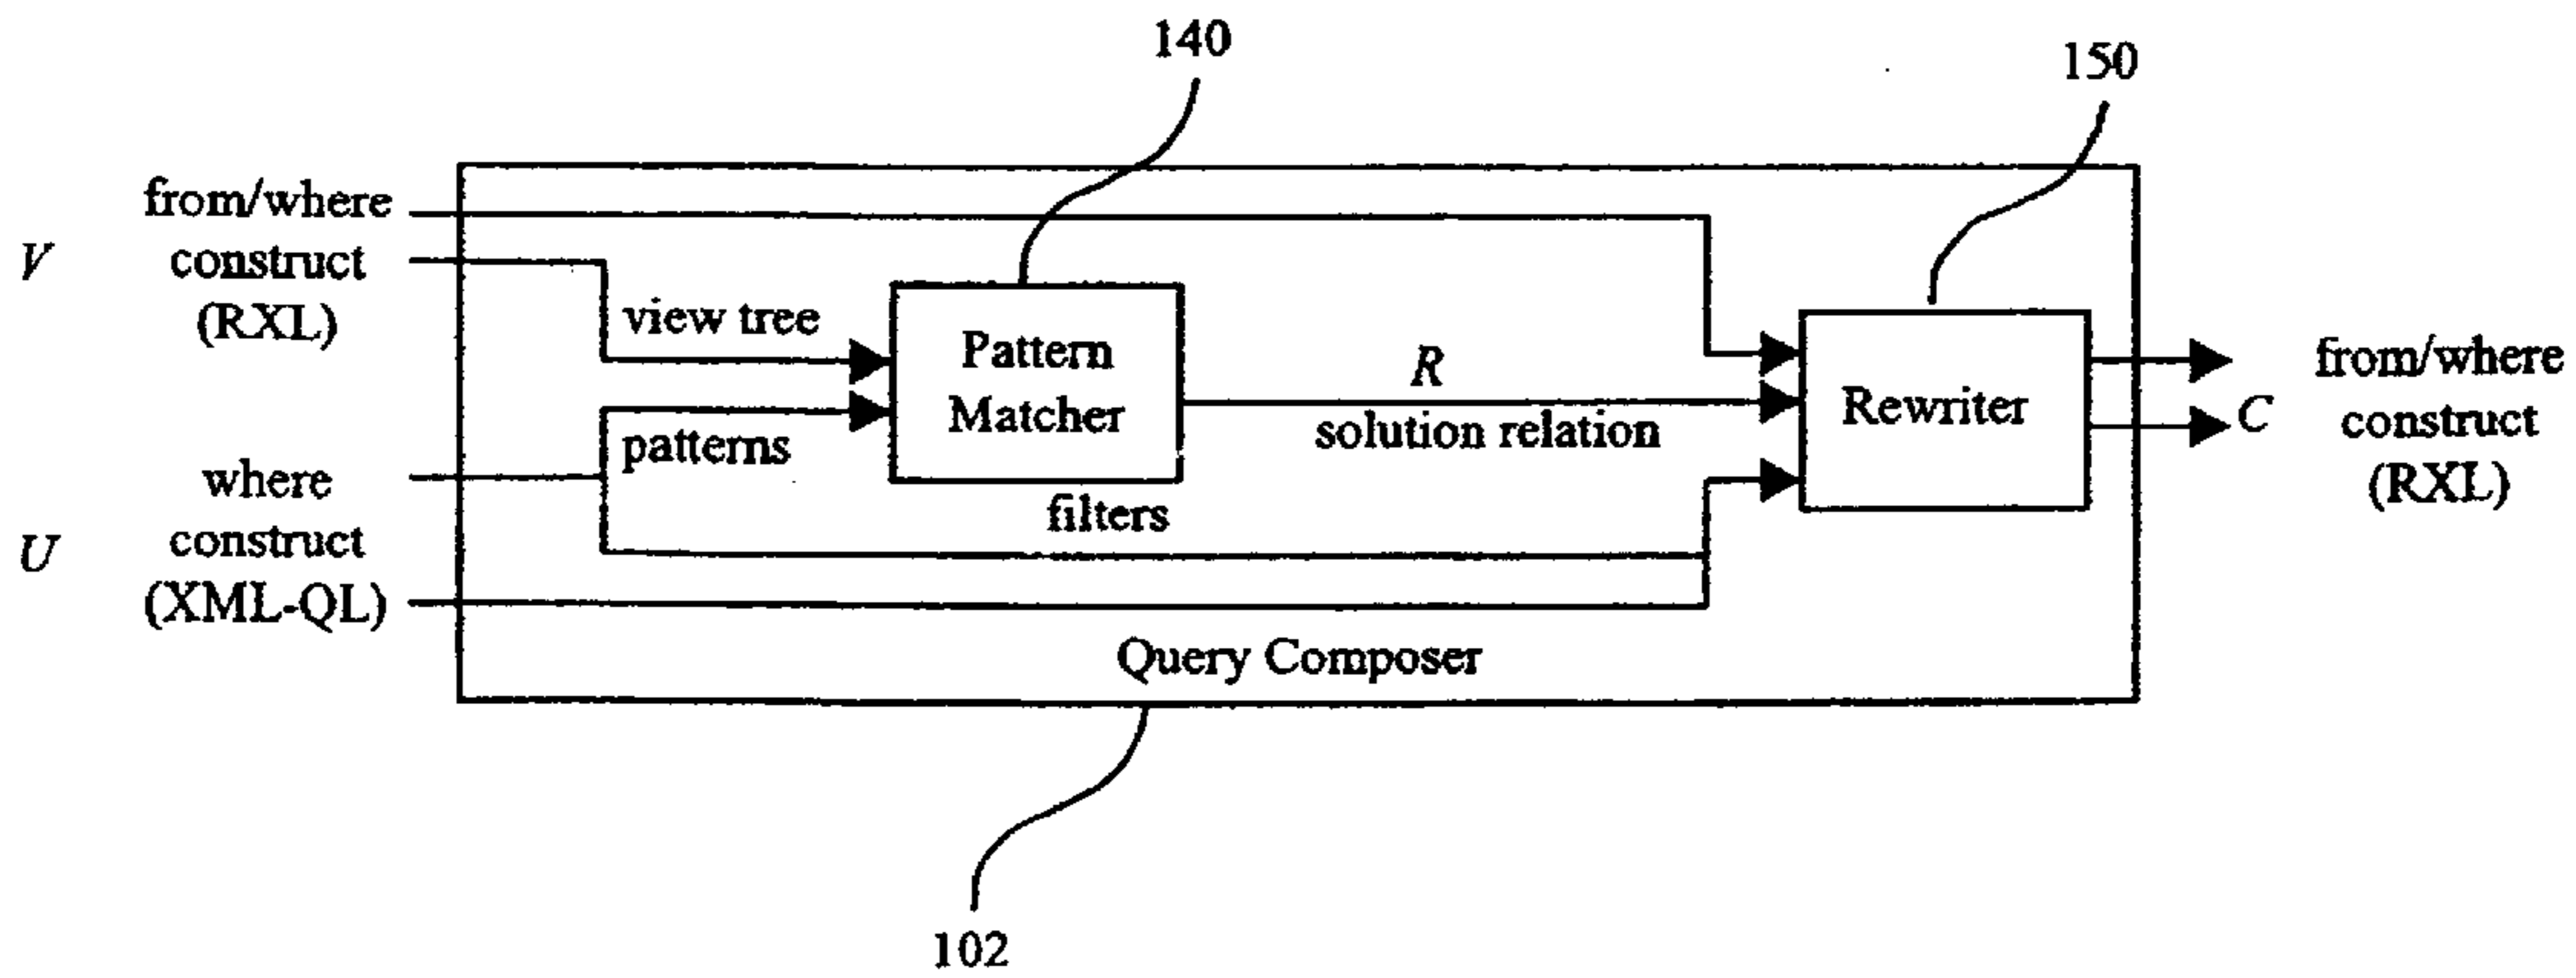 140
150
V
from/where
construct
(RXL)
view tree
Pattern
Matcher
patterns
R
solution relation
Rewriter
C
from/where
construct
(RXL)
U
where
construct
(XML-QL)
filters
Query Composer
102